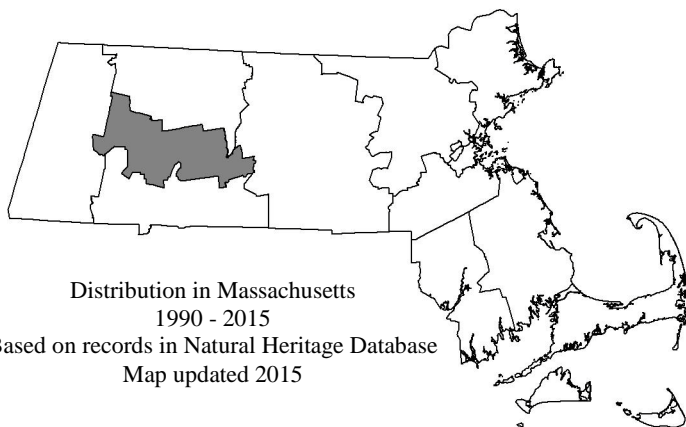 Distribution in Massachusetts
1990 - 2015
Based on records in Natural Heritage Database
Map updated 2015